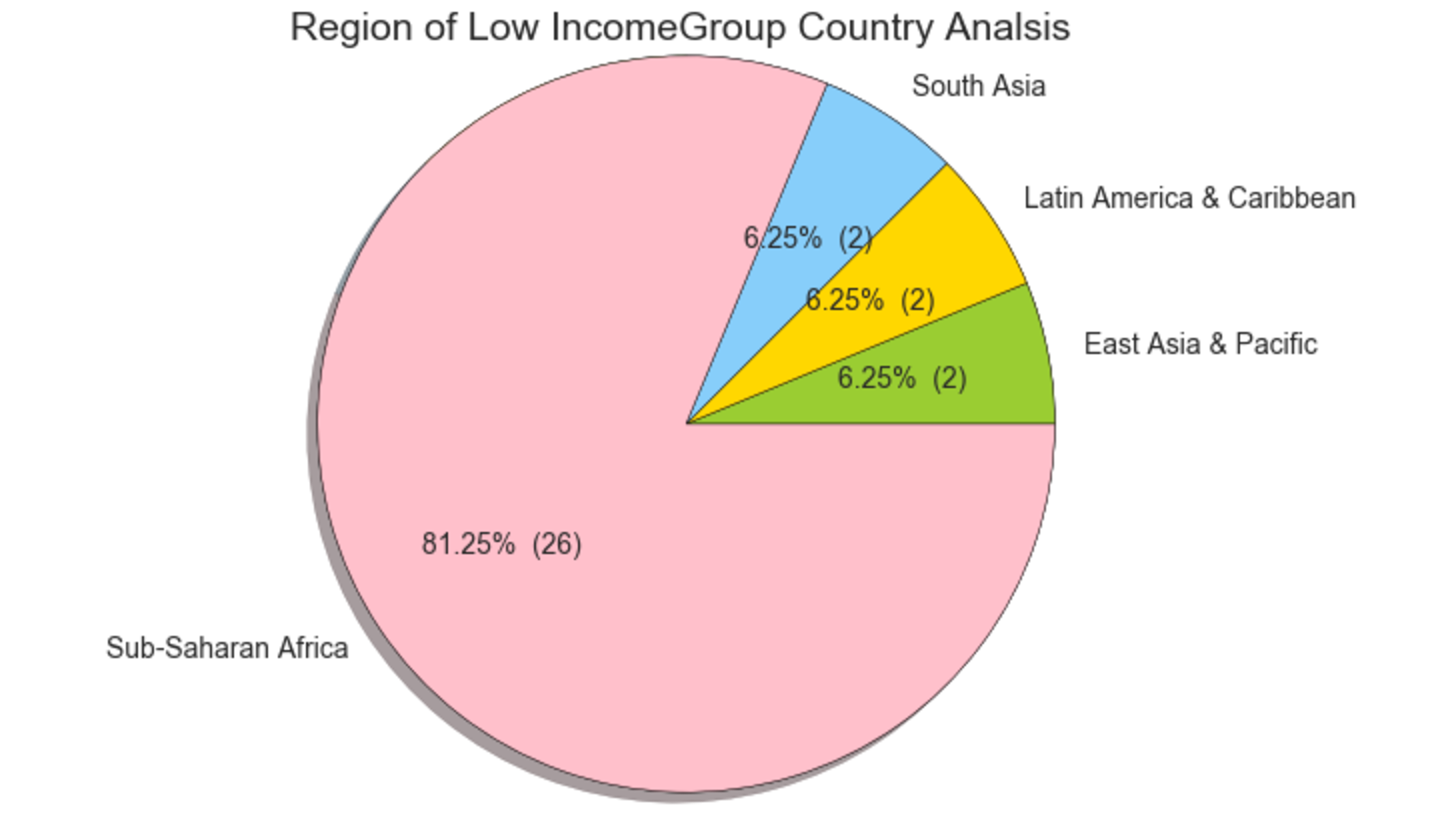 Region of Low IncomeGroup Country Analsis
South Asia
Latin America & Caribbean
6.25% (2)
6.25% (2)
East Asia & Pacific
6.25% (2)
81.25% (26)
Sub-Saharan Africa